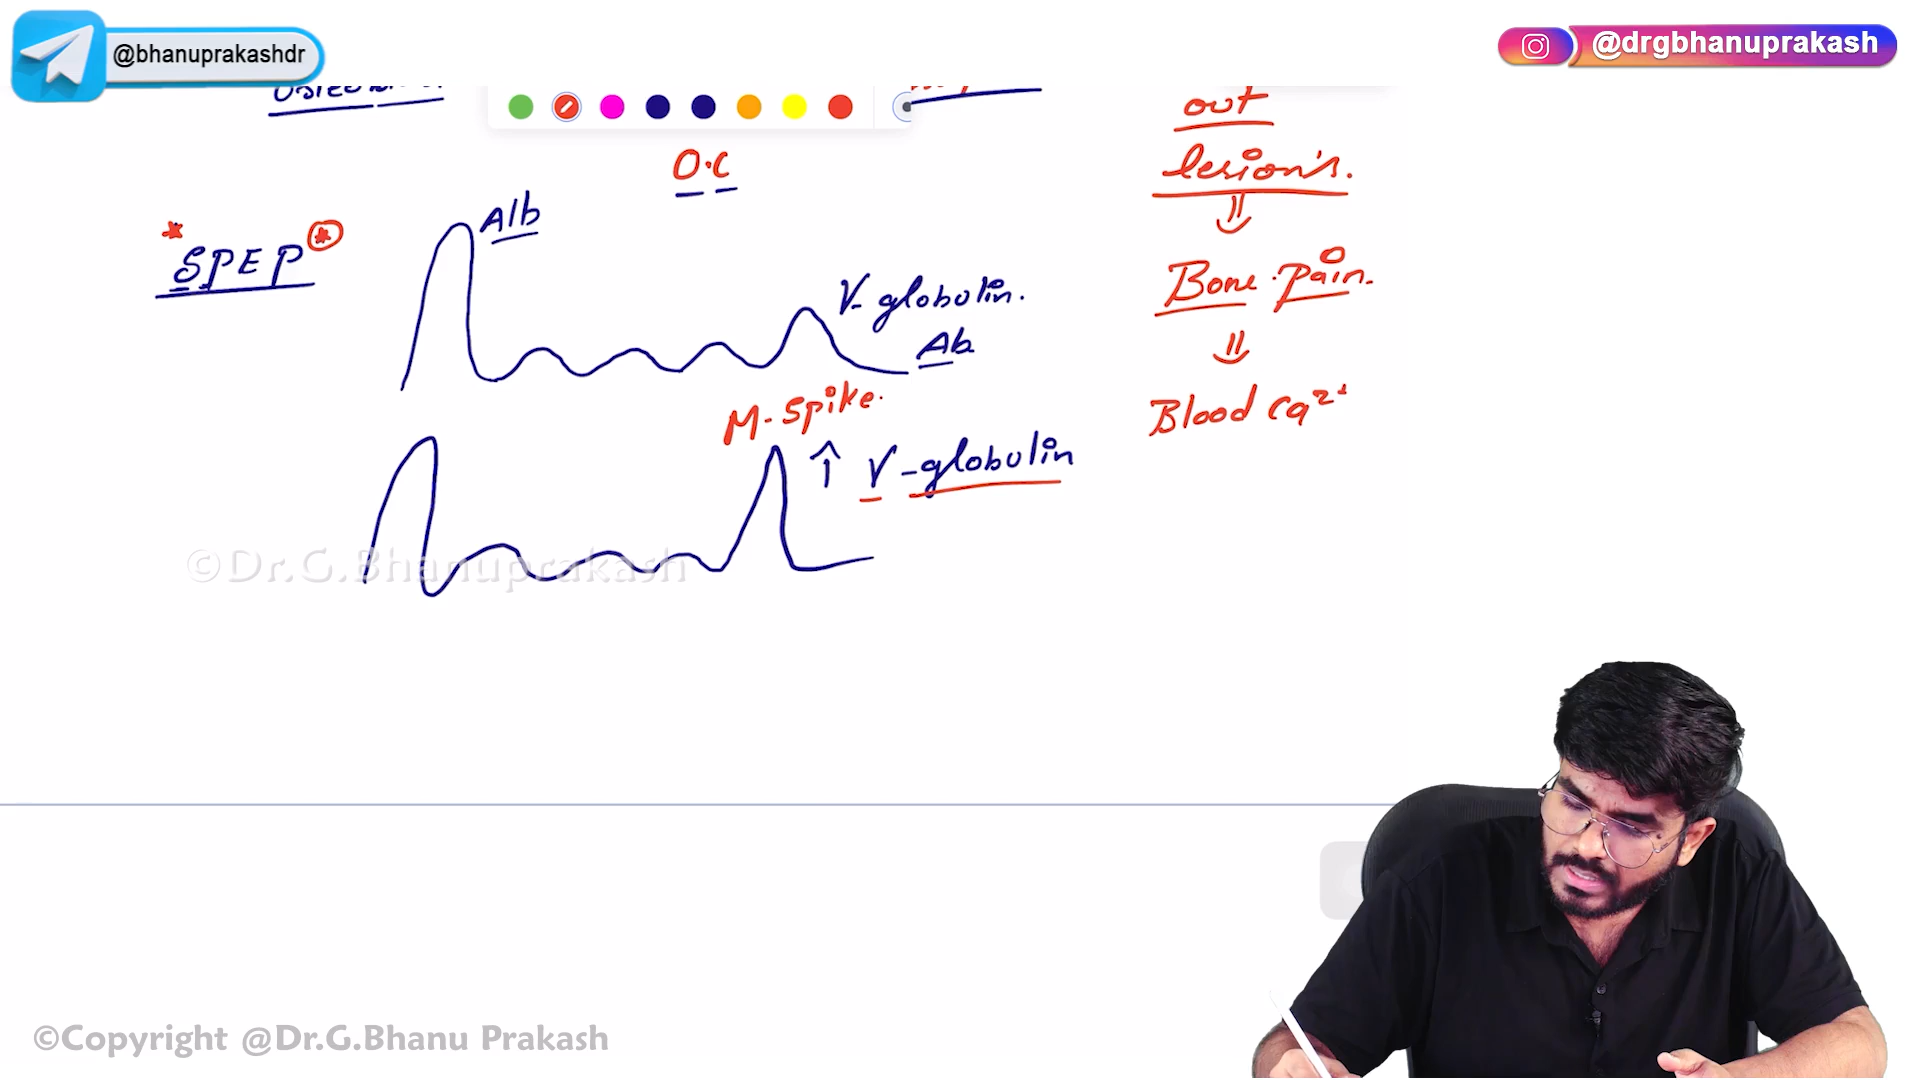 @bhanuprakashdr
@drgbhanuprakash
out
O.C
lesion's.
Alb
* SPEP *
Bone. Pain.
γ- globulin.
Ab
M- Spike.
Blood Ca²⁺
↑ γ-globulin
©Dr.G.Bhanuprakash
©Copyright @Dr.G.Bhanu Prakash